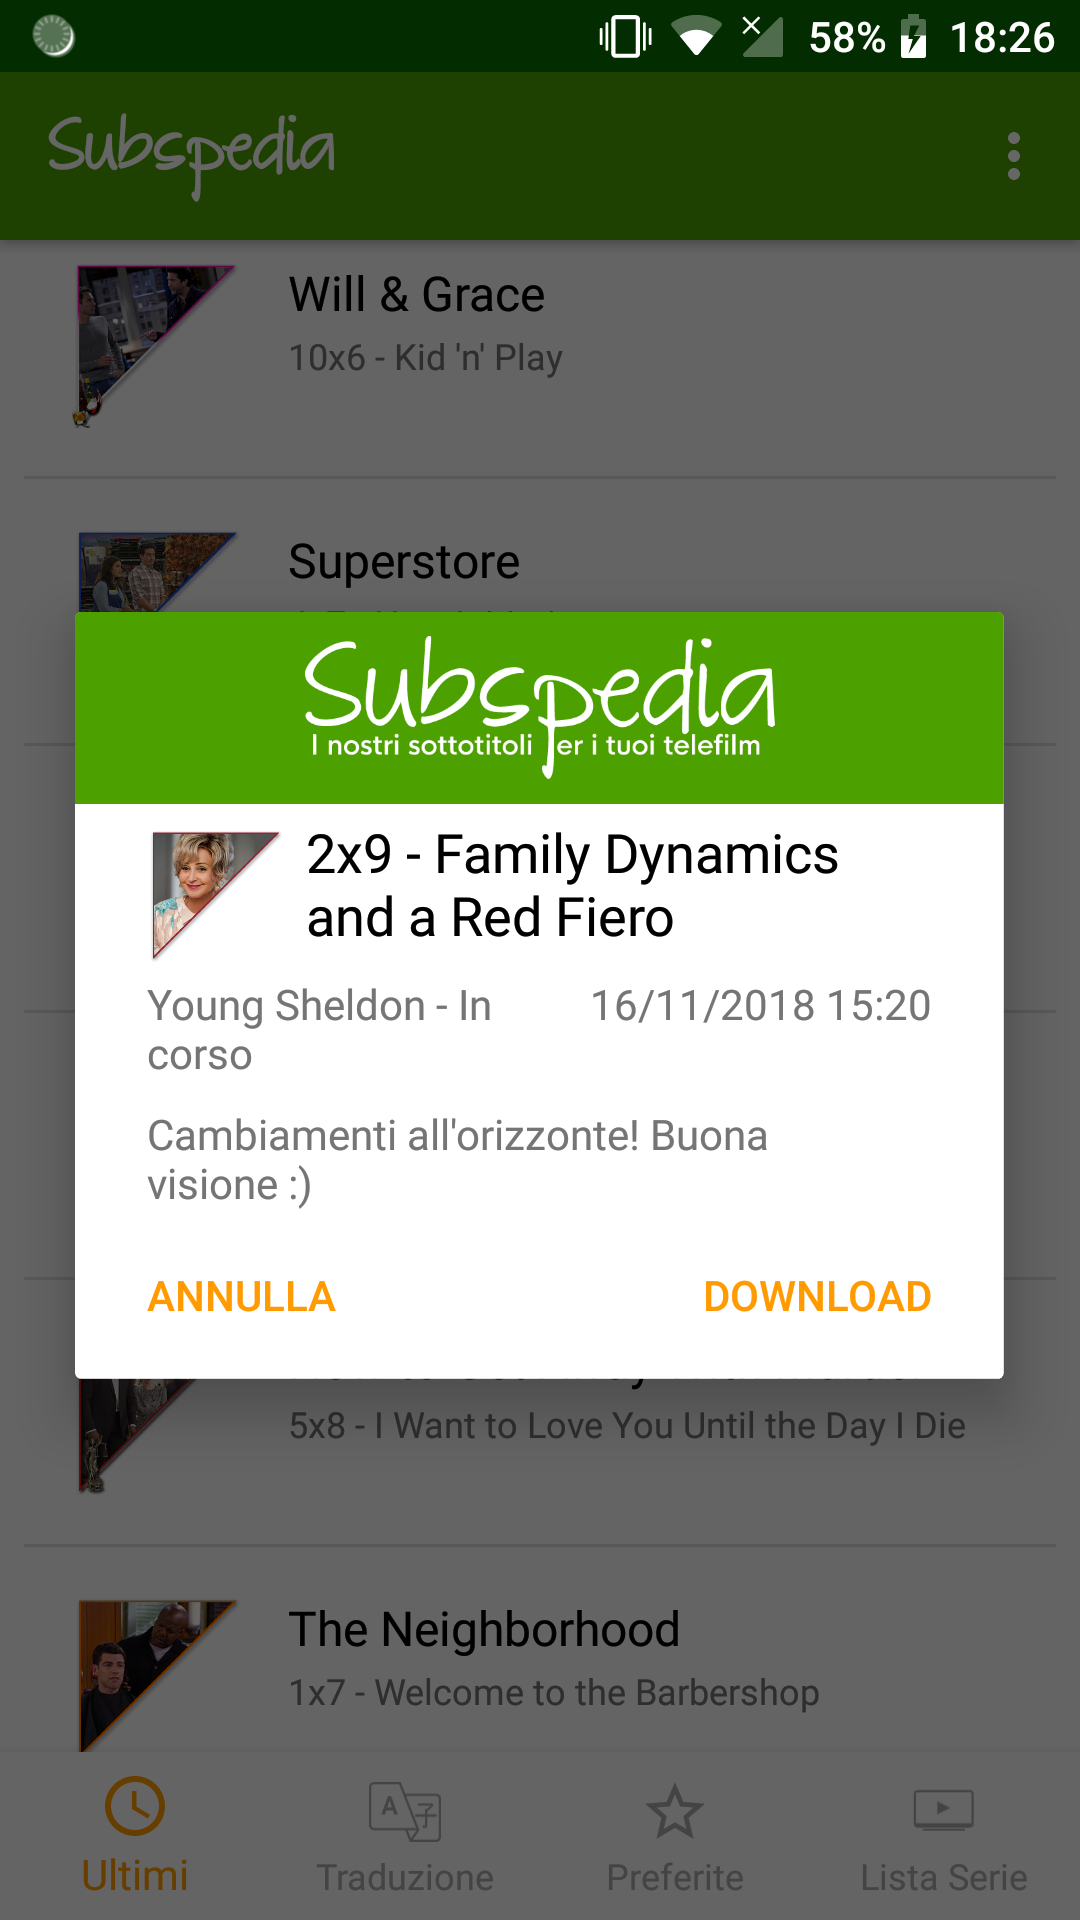 58% 18:26
Subspedia
Will & Grace
10x6 - Kid 'n' Play
Superstore
Subspedia
I nostri sottotitoli per i tuoi telefilm
2x9 - Family Dynamics
and a Red Fiero
Young Sheldon - In
corso
16/11/2018 15:20
Cambiamenti all'orizzonte! Buona
visione :)
ANNULLA
DOWNLOAD
5x8 - I Want to Love You Until the Day I Die
The Neighborhood
1x7 - Welcome to the Barbershop
A 子
Ultimi
Traduzione
Preferite
Lista Serie